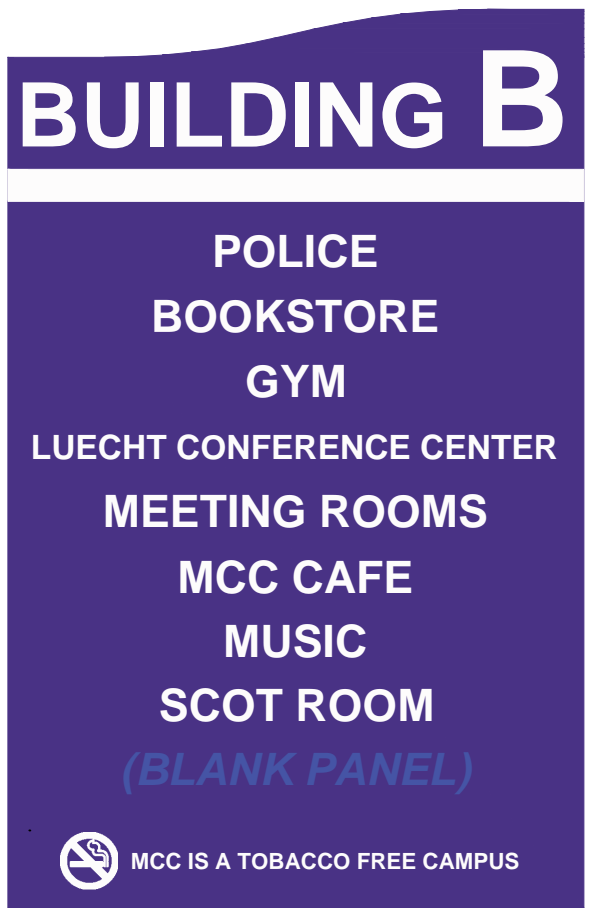 BUILDING B
POLICE
BOOKSTORE
GYM
LUECHT CONFERENCE CENTER
MEETING ROOMS
MCC CAFE
MUSIC
SCOT ROOM
(BLANK PANEL)
MCC IS A TOBACCO FREE CAMPUS